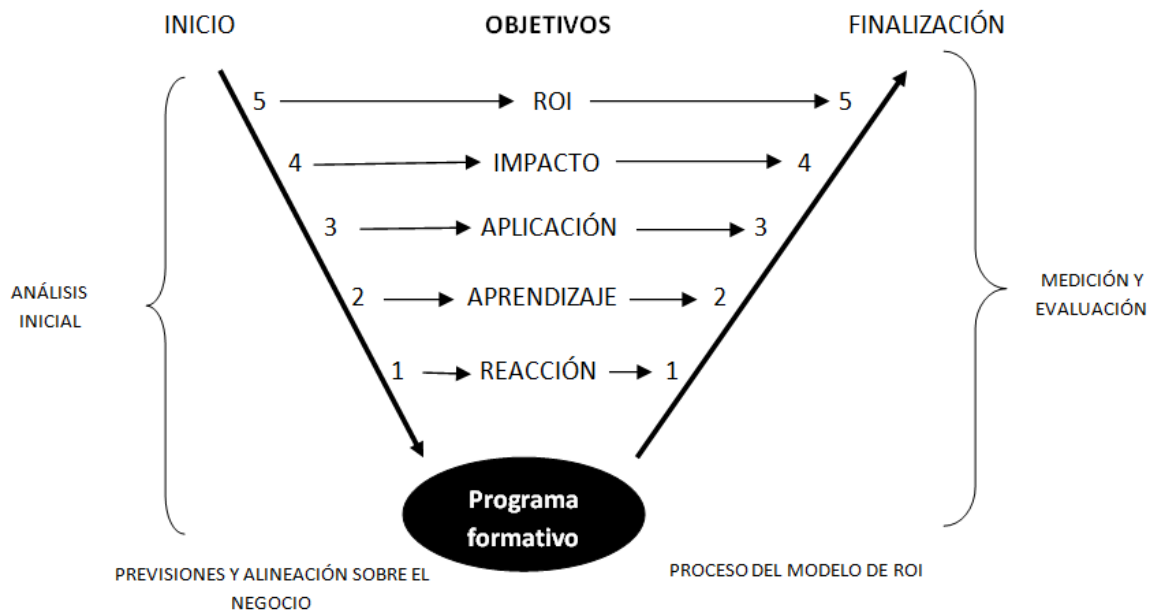 INICIO
OBJETIVOS
FINALIZACIÓN
5
ROI
5
4
IMPACTO
4
3
APLICACIÓN
3
ANÁLISIS
INICIAL
2
APRENDIZAJE
2
MEDICIÓN Y
EVALUACIÓN
1
REACCIÓN
1
Programa
formativo
PREVISIONES Y ALINEACIÓN SOBRE EL
NEGOCIO
PROCESO DEL MODELO DE ROI